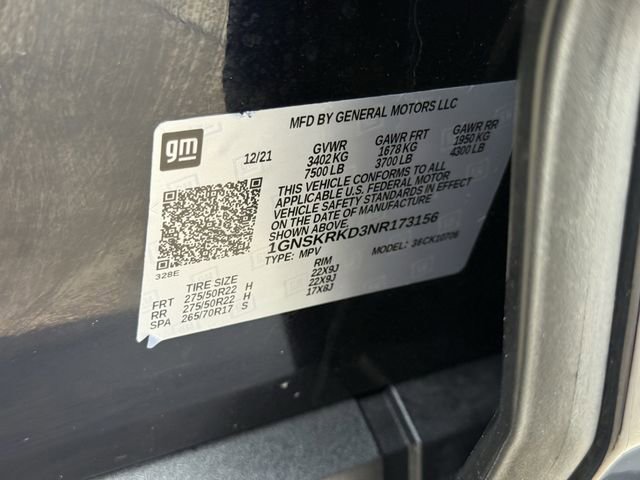 MFD BY GENERAL MOTORS LLC
gm
12/21
GVWR GAWR FRT GAWR RR
3402 KG 1678 KG 1950 KG
7500 LB 3700 LB 4300 LB
THIS VEHICLE CONFORMS TO ALL
APPLICABLE U.S. FEDERAL MOTOR
VEHICLE SAFETY STANDARDS IN EFFECT
ON THE DATE OF MANUFACTURE
SHOWN ABOVE.
1GNSKRKD3NR173156
TYPE: MPV MODEL: 36CK10706
328E
TIRE SIZE RIM
FRT 275/50R22 H 22X9J
RR 275/50R22 H 22X9J
SPA 265/70R17 S 17X8J